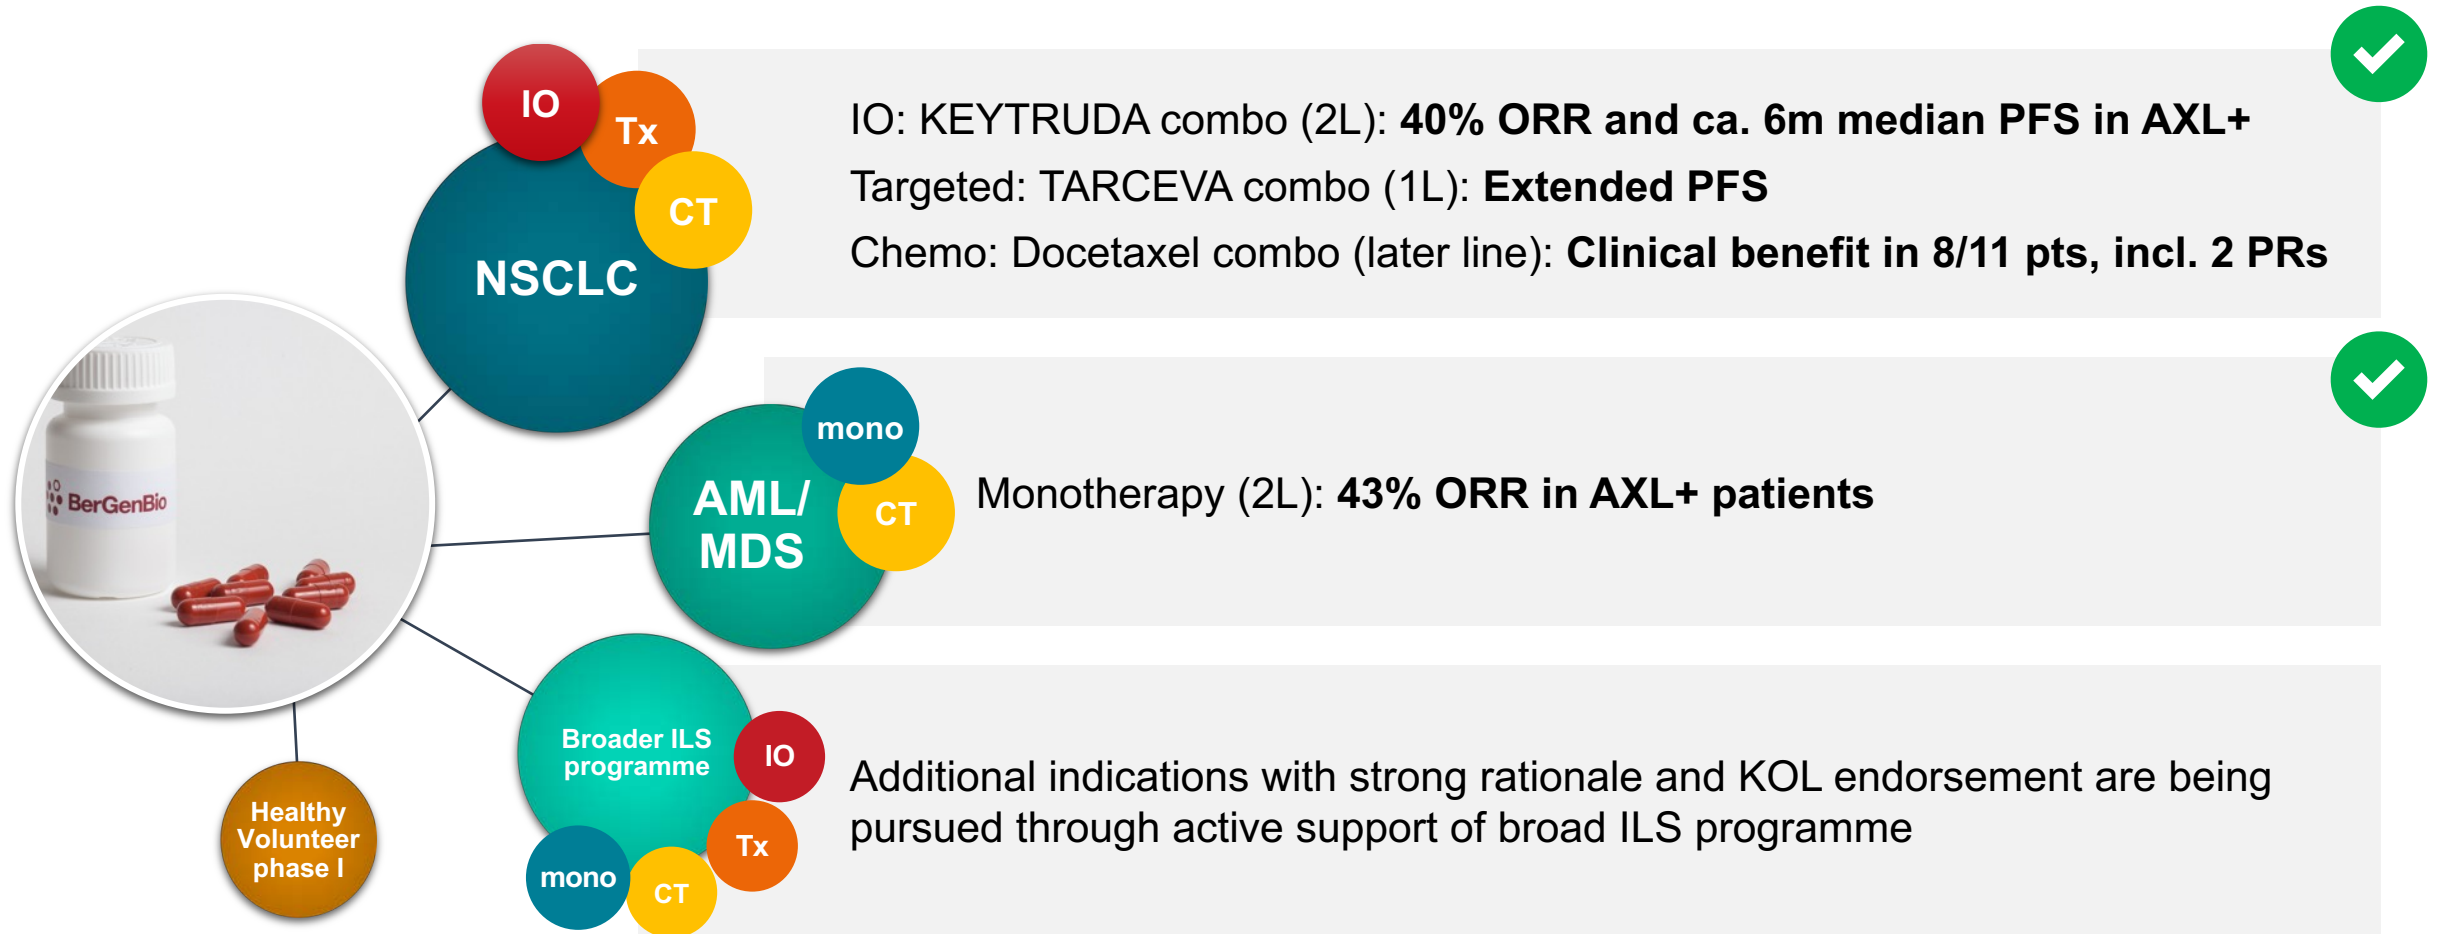 IO
Tx
CT
NSCLC
IO: KEYTRUDA combo (2L): 40% ORR and ca. 6m median PFS in AXL+
Targeted: TARCEVA combo (1L): Extended PFS
Chemo: Docetaxel combo (later line): Clinical benefit in 8/11 pts, incl. 2 PRs
BerGenBio
mono
CT
AML/
MDS
Monotherapy (2L): 43% ORR in AXL+ patients
Broader ILS
programme
IO
Tx
CT
mono
Additional indications with strong rationale and KOL endorsement are being
pursued through active support of broad ILS programme
Healthy
Volunteer
phase I